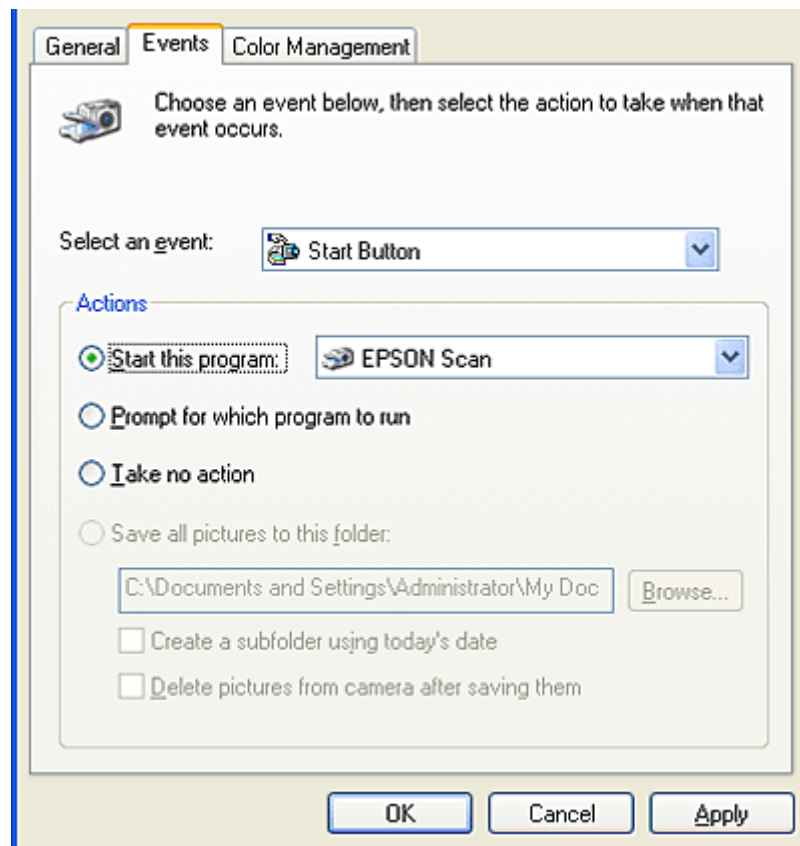 General Events Color Management
Choose an event below, then select the action to take when that
event occurs.
Select an event: Start Button
Actions
Start this program: EPSON Scan
Prompt for which program to run
Take no action
Save all pictures to this folder:
C:\Documents and Settings\Administrator\My Doc Browse...
Create a subfolder using today's date
Delete pictures from camera after saving them
OK Cancel Apply